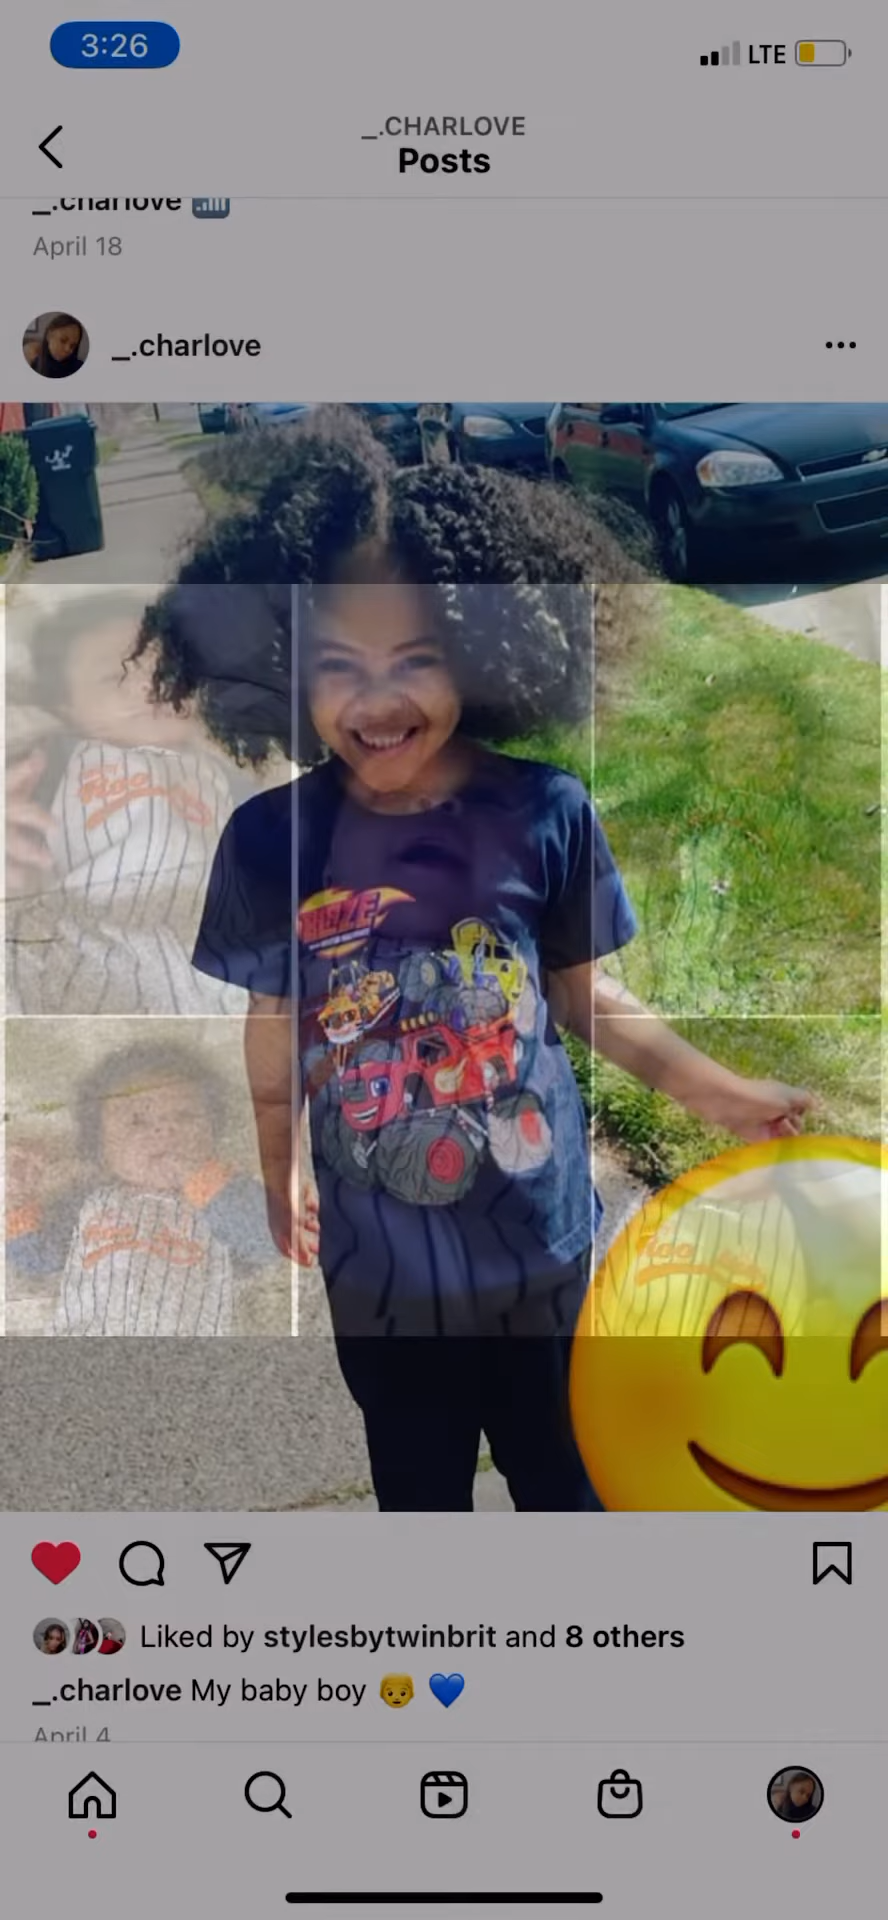 3:26
LTE
_.CHARLOVE
Posts
_.charlove
April 18
_.charlove
BLAZE
Liked by stylesbytwinbrit and 8 others
_.charlove My baby boy 👦 💙
April 4